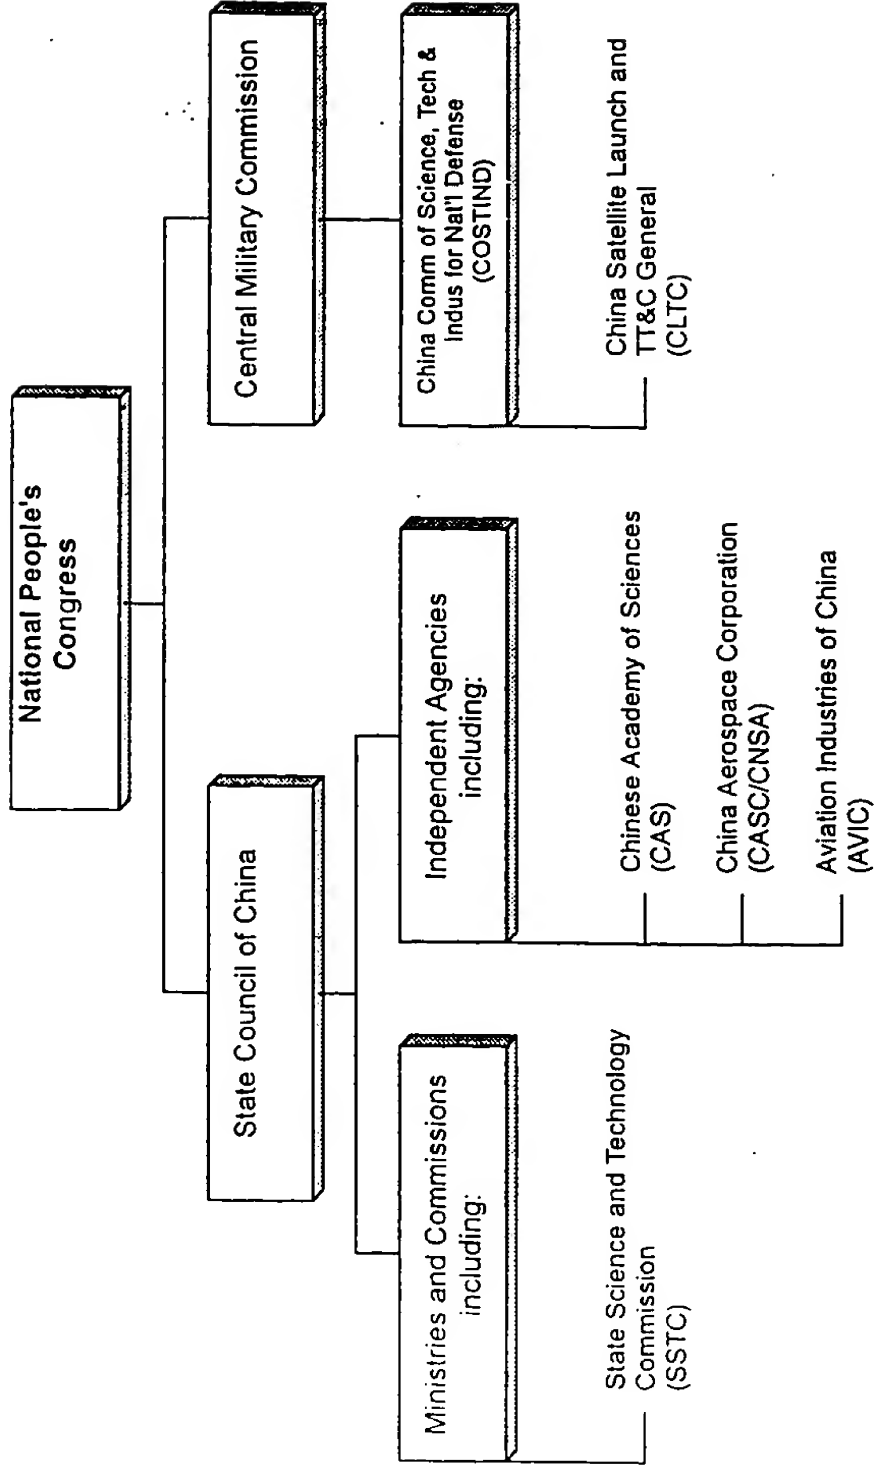 National People's
Congress
State Council of China
Central Military Commission
Ministries and Commissions
including:
Independent Agencies
including:
China Comm of Science, Tech &
Indus for Nat'l Defense
(COSTIND)
State Science and Technology
Commission
(SSTC)
Chinese Academy of Sciences
(CAS)
China Aerospace Corporation
(CASC/CNSA)
Aviation Industries of China
(AVIC)
China Satellite Launch and
TT&C General
(CLTC)